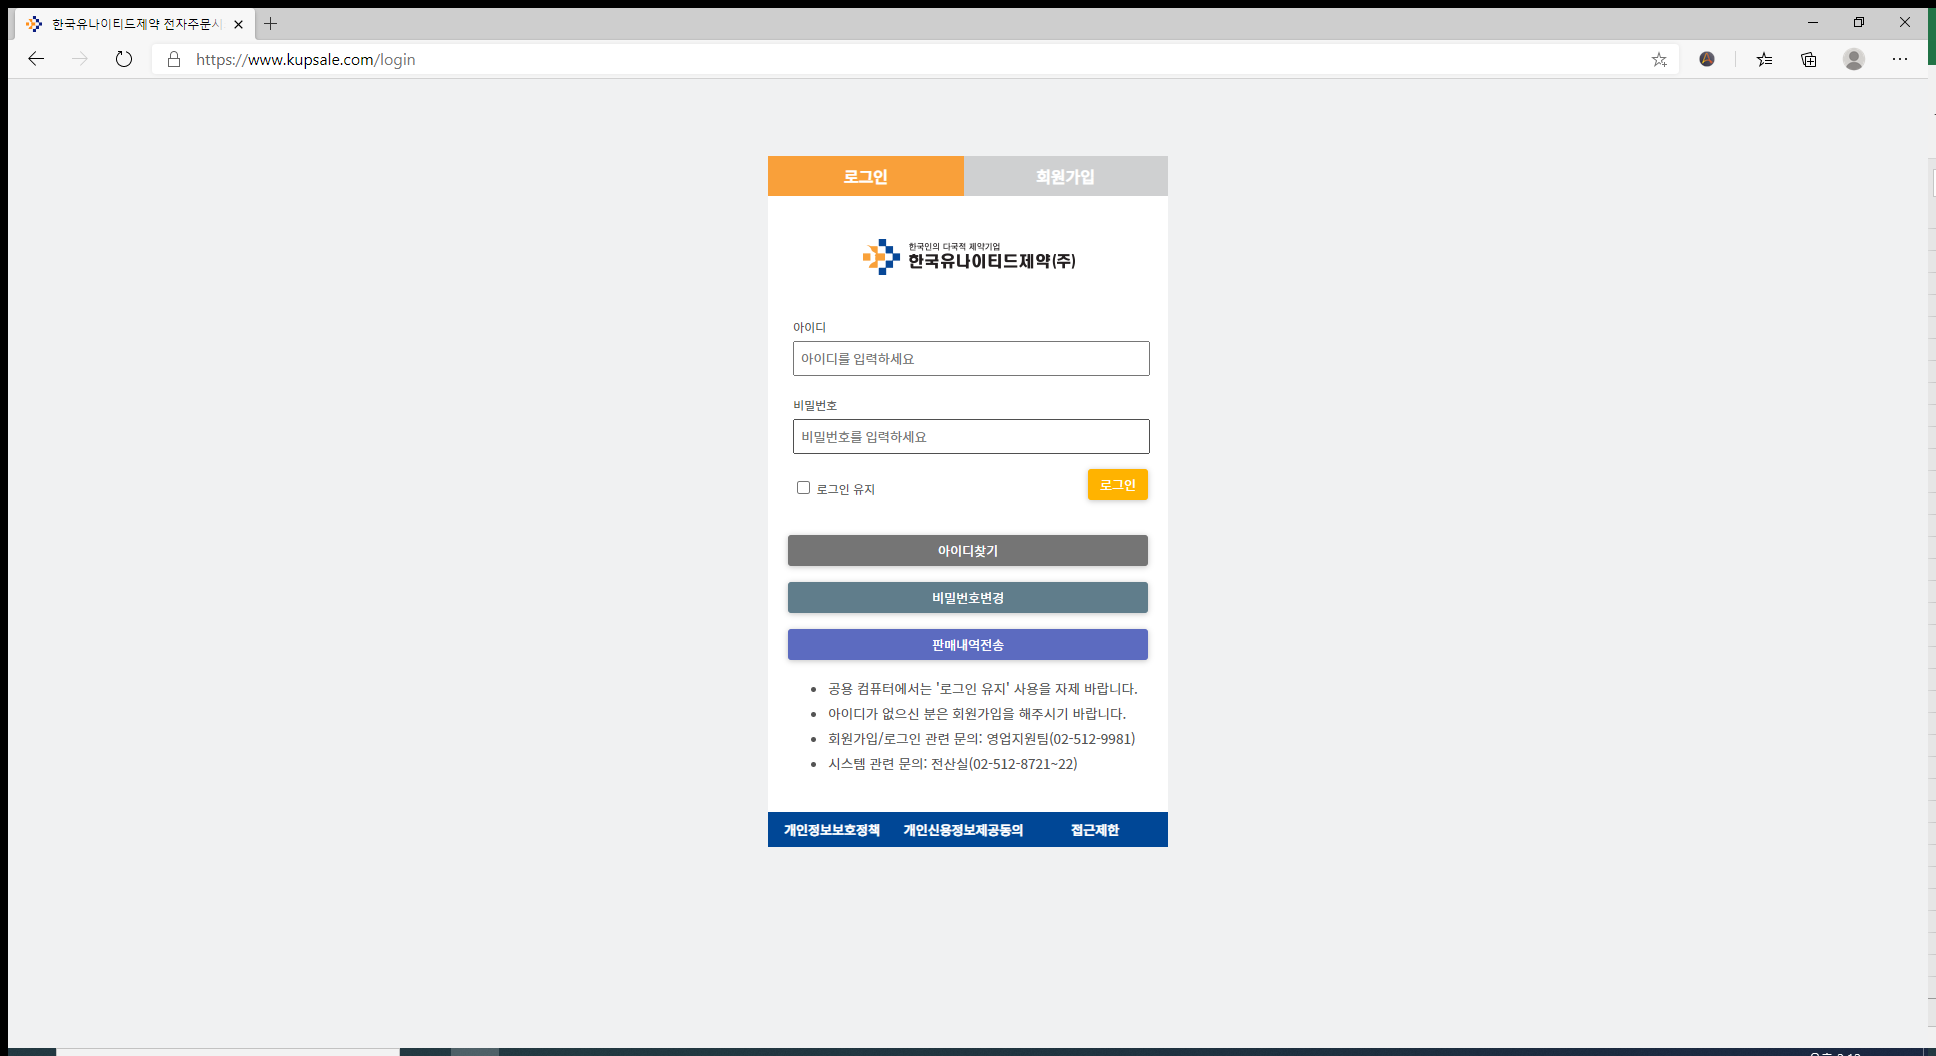 한국유나이티드제약 전자주문시
https://www.kupsale.com/login
로그인
회원가입
한국인의 다국적 제약기업
한국유나이티드제약(주)
아이디
아이디를 입력하세요
비밀번호
비밀번호를 입력하세요
로그인 유지
로그인
아이디찾기
비밀번호변경
판매내역전송
• 공용 컴퓨터에서는 '로그인 유지' 사용을 자제 바랍니다.
• 아이디가 없으신 분은 회원가입을 해주시기 바랍니다.
• 회원가입/로그인 관련 문의: 영업지원팀(02-512-9981)
• 시스템 관련 문의: 전산실(02-512-8721~22)
개인정보보호정책 개인신용정보제공동의 접근제한